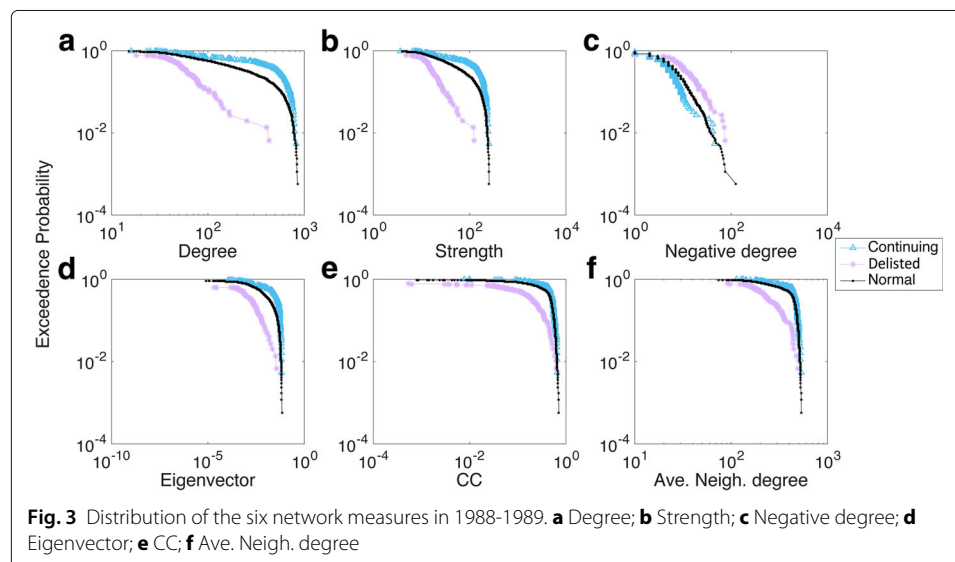 a
b
c
10^0
10^-2
10^-4
10^1 10^2 10^3
Degree
10^0
10^-2
10^-4
10^0 10^2 10^4
Strength
10^0
10^-2
10^-4
10^0 10^2 10^4
Negative degree
Exceedence Probability
Continuing
Delisted
Normal
d
e
f
10^0
10^-2
10^-4
10^-10 10^-5 10^0
Eigenvector
10^0
10^-2
10^-4
10^-4 10^-2 10^0
CC
10^0
10^-2
10^-4
10^1 10^2 10^3
Ave. Neigh. degree
Fig. 3 Distribution of the six network measures in 1988-1989. a Degree; b Strength; c Negative degree; d
Eigenvector; e CC; f Ave. Neigh. degree